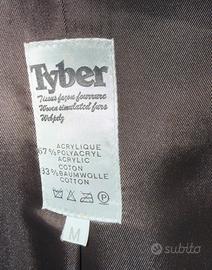 Tyber
Tissus façon fourrure
Woven simulated furs
Webpelz
ACRYLIQUE
67% POLYACRYL
ACRYLIC
COTON
33% BAUMWOLLE
COTTON
P
M
subito